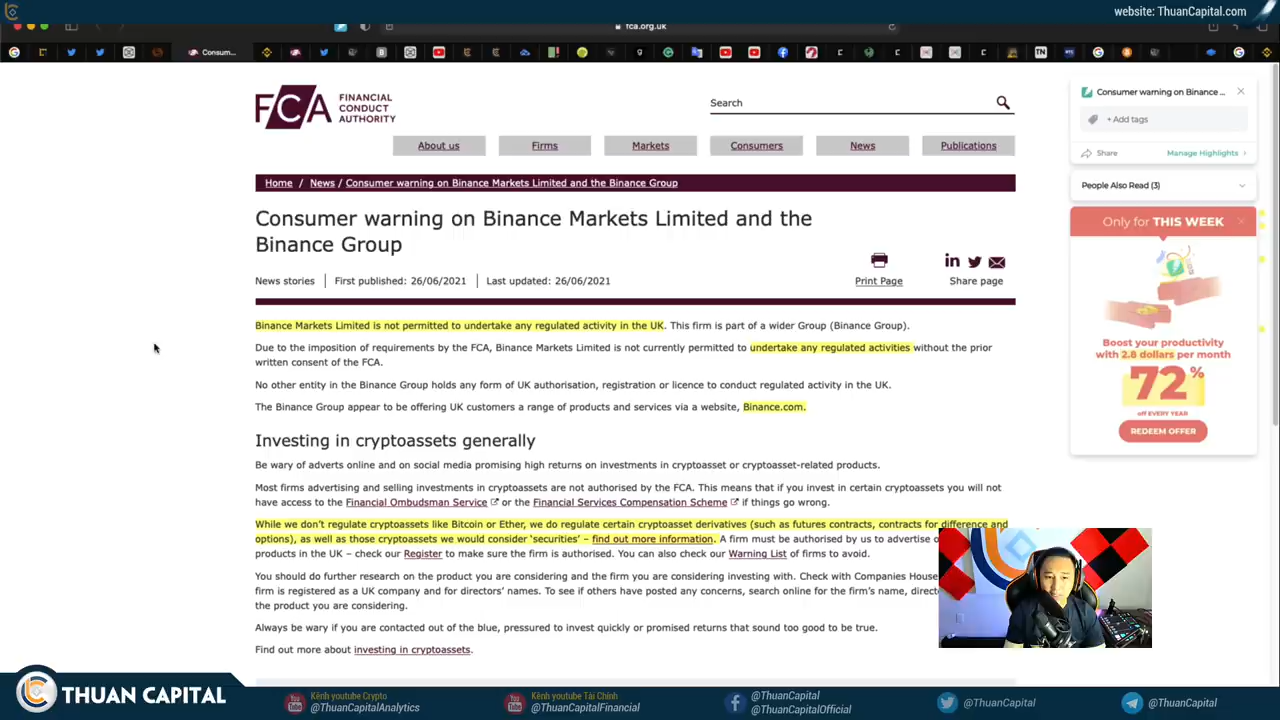 website: ThuanCapital.com
fca.org.uk
Consum...
TN
FCA FINANCIAL
CONDUCT
AUTHORITY
Search
About us
Firms
Markets
Consumers
News
Publications
Home / News / Consumer warning on Binance Markets Limited and the Binance Group
Consumer warning on Binance Markets Limited and the
Binance Group
News stories
First published: 26/06/2021
Last updated: 26/06/2021
Print Page
Share page
Binance Markets Limited is not permitted to undertake any regulated activity in the UK. This firm is part of a wider Group (Binance Group).
Due to the imposition of requirements by the FCA, Binance Markets Limited is not currently permitted to undertake any regulated activities without the prior
written consent of the FCA.
No other entity in the Binance Group holds any form of UK authorisation, registration or licence to conduct regulated activity in the UK.
The Binance Group appear to be offering UK customers a range of products and services via a website, Binance.com.
Investing in cryptoassets generally
Be wary of adverts online and on social media promising high returns on investments in cryptoasset or cryptoasset-related products.
Most firms advertising and selling investments in cryptoassets are not authorised by the FCA. This means that if you invest in certain cryptoassets you will not
have access to the Financial Ombudsman Service or the Financial Services Compensation Scheme if things go wrong.
While we don't regulate cryptoassets like Bitcoin or Ether, we do regulate certain cryptoasset derivatives (such as futures contracts, contracts for difference and
options), as well as those cryptoassets we would consider 'securities' – find out more information. A firm must be authorised by us to advertise o
products in the UK – check our Register to make sure the firm is authorised. You can also check our Warning List of firms to avoid.
You should do further research on the product you are considering and the firm you are considering investing with. Check with Companies House
firm is registered as a UK company and for directors' names. To see if others have posted any concerns, search online for the firm's name, direct
the product you are considering.
Always be wary if you are contacted out of the blue, pressured to invest quickly or promised returns that sound too good to be true.
Find out more about investing in cryptoassets.
Consumer warning on Binance ...
+ Add tags
Share
Manage Highlights
People Also Read (3)
Only for THIS WEEK
Boost your productivity
with 2.8 dollars per month
72%
off EVERY YEAR
REDEEM OFFER
THUAN CAPITAL
Kênh youtube Crypto
@ThuanCapitalAnalytics
Kênh youtube Tài Chính
@ThuanCapitalFinancial
@ThuanCapital
@ThuanCapitalOfficial
@ThuanCapital
@ThuanCapital